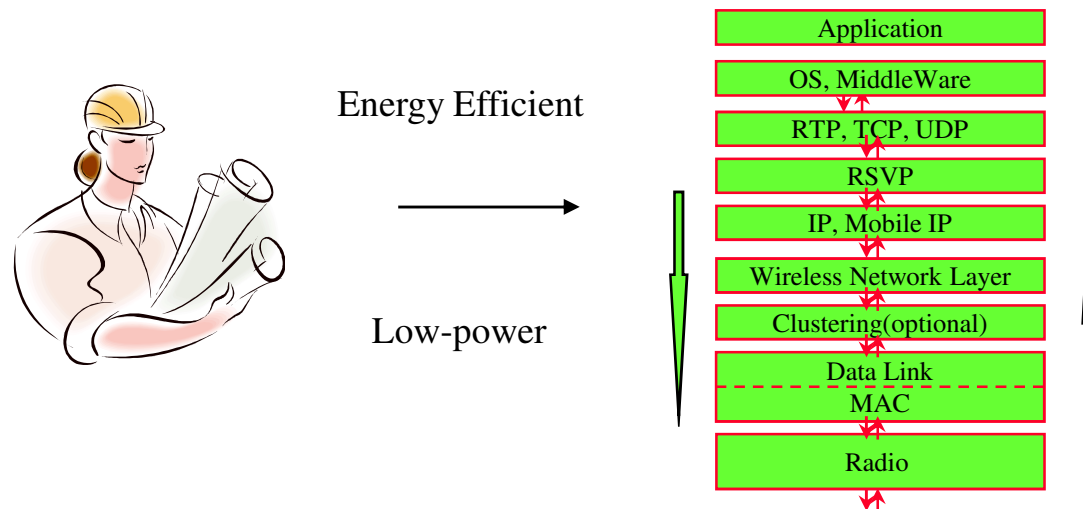 Energy Efficient
Low-power
Application
OS, MiddleWare
RTP, TCP, UDP
RSVP
IP, Mobile IP
Wireless Network Layer
Clustering(optional)
Data Link
MAC
Radio